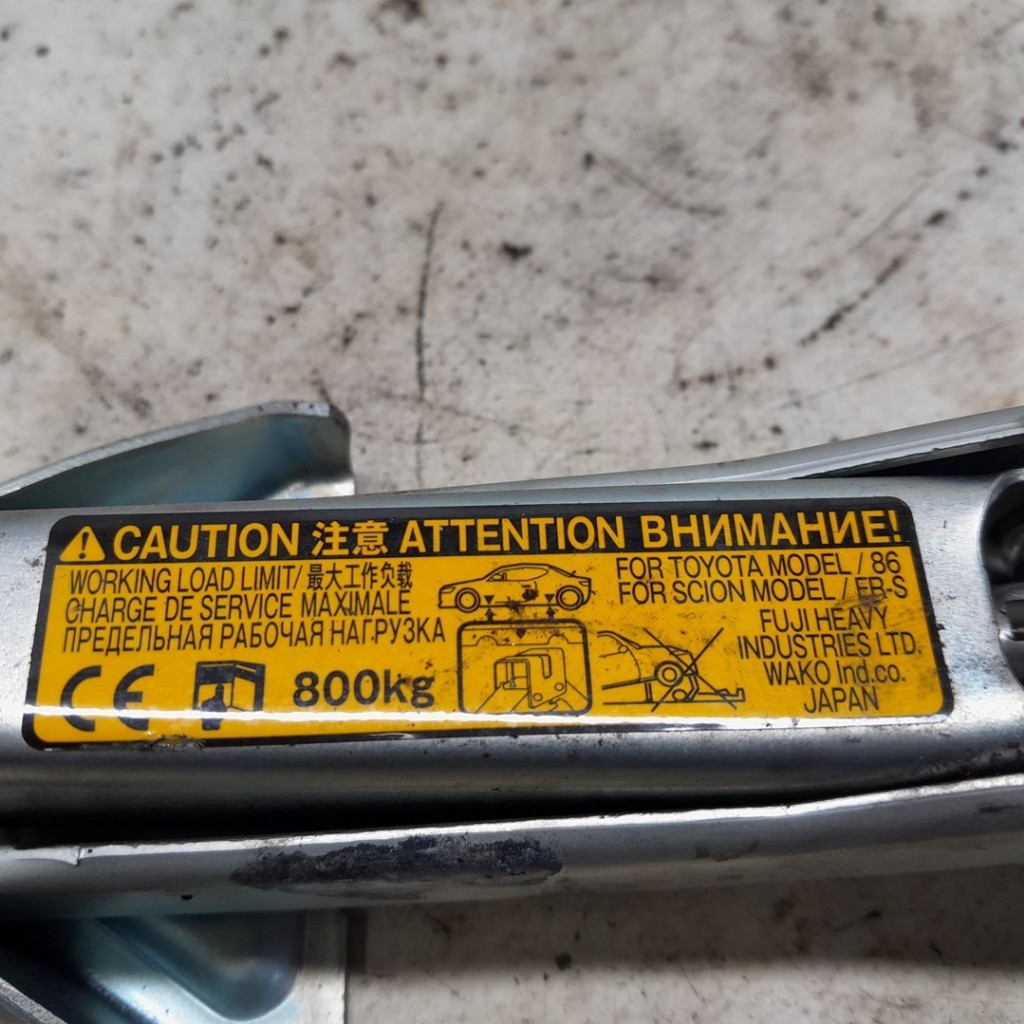 CAUTION 注意 ATTENTION ВНИМАНИЕ!
WORKING LOAD LIMIT/最大工作负载
CHARGE DE SERVICE MAXIMALE
ПРЕДЕЛЬНАЯ РАБОЧАЯ НАГРУЗКА
CE 800kg
FOR TOYOTA MODEL / 86
FOR SCION MODEL / FR-S
FUJI HEAVY
INDUSTRIES LTD.
WAKO Ind.co.
JAPAN